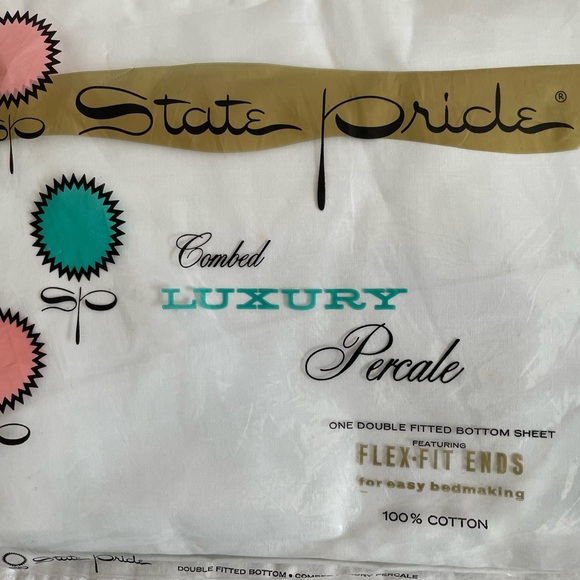 State Pride®
sp
Combed
LUXURY
sp
Percale
ONE DOUBLE FITTED BOTTOM SHEET
FEATURING
FLEX-FIT ENDS
for easy bedmaking
100% COTTON
State Pride
DOUBLE FITTED BOTTOM • PERCALE